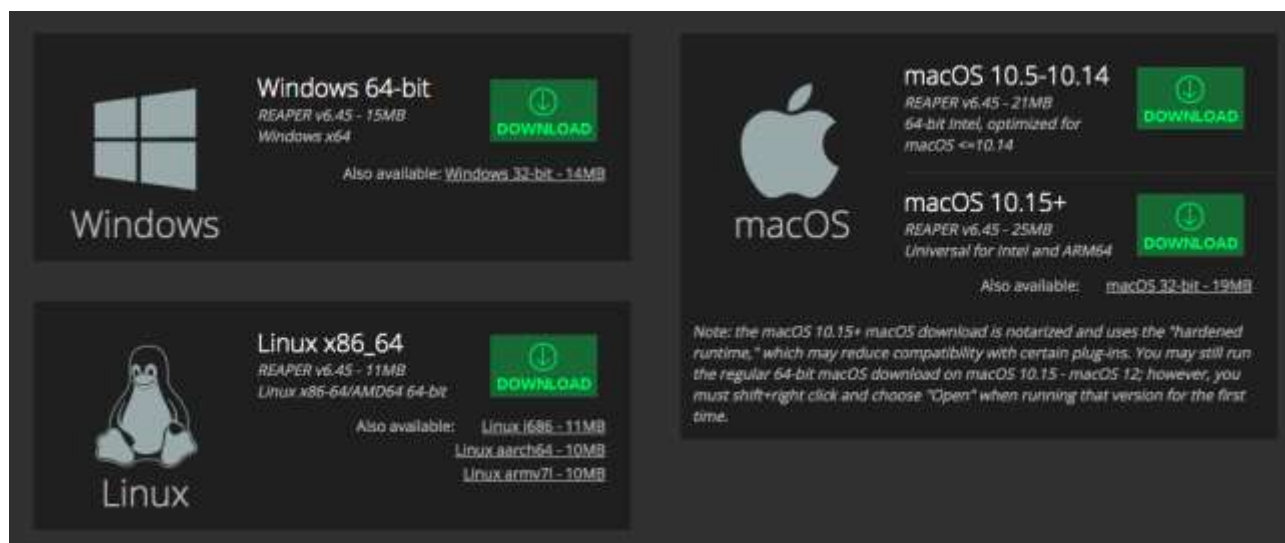 Windows 64-bit
REAPER v6.45 - 15MB
Windows x64
DOWNLOAD
Also available: Windows 32-bit - 14MB
Windows
Linux x86_64
REAPER v6.45 - 11MB
Linux x86-64/AMD64 64-bit
DOWNLOAD
Also available: Linux i686 - 11MB
Linux aarch64 - 10MB
Linux armv7l - 10MB
Linux
macOS 10.5-10.14
REAPER v6.45 - 21MB
64-bit Intel, optimized for
macOS <=10.14
DOWNLOAD
macOS 10.15+
REAPER v6.45 - 25MB
Universal for Intel and ARM64
DOWNLOAD
macOS
Also available: macOS 32-bit - 19MB
Note: the macOS 10.15+ macOS download is notarized and uses the "hardened
runtime," which may reduce compatibility with certain plug-ins. You may still run
the regular 64-bit macOS download on macOS 10.15 - macOS 12; however, you
must shift+right click and choose "Open" when running that version for the first
time.